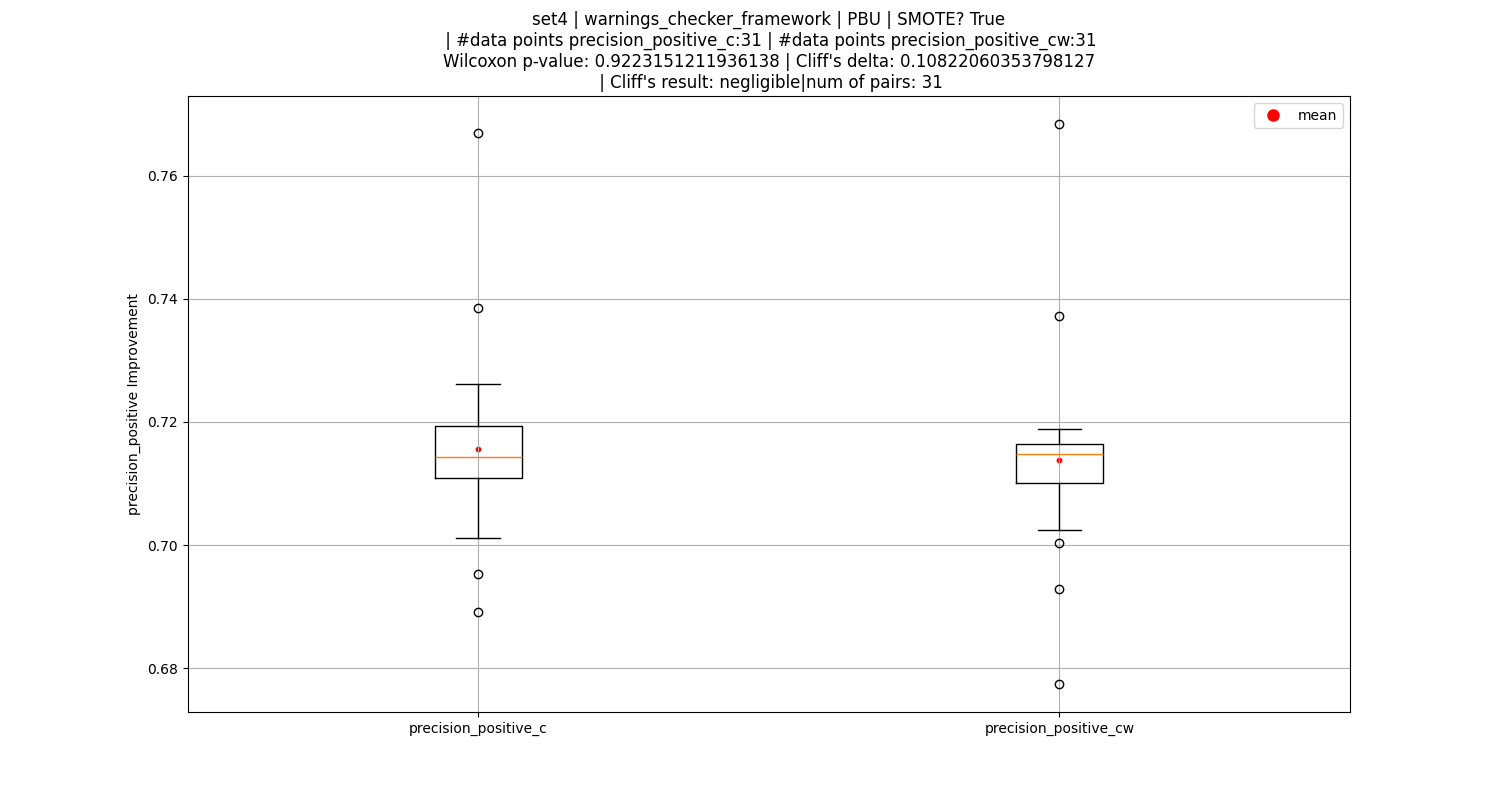 set4 | warnings_checker_framework | PBU | SMOTE? True
| #data points precision_positive_c:31 | #data points precision_positive_cw:31
Wilcoxon p-value: 0.9223151211936138 | Cliff's delta: 0.10822060353798127
| Cliff's result: negligible|num of pairs: 31
mean
0.76
0.74
0.72
0.70
0.68
precision_positive Improvement
precision_positive_c
precision_positive_cw